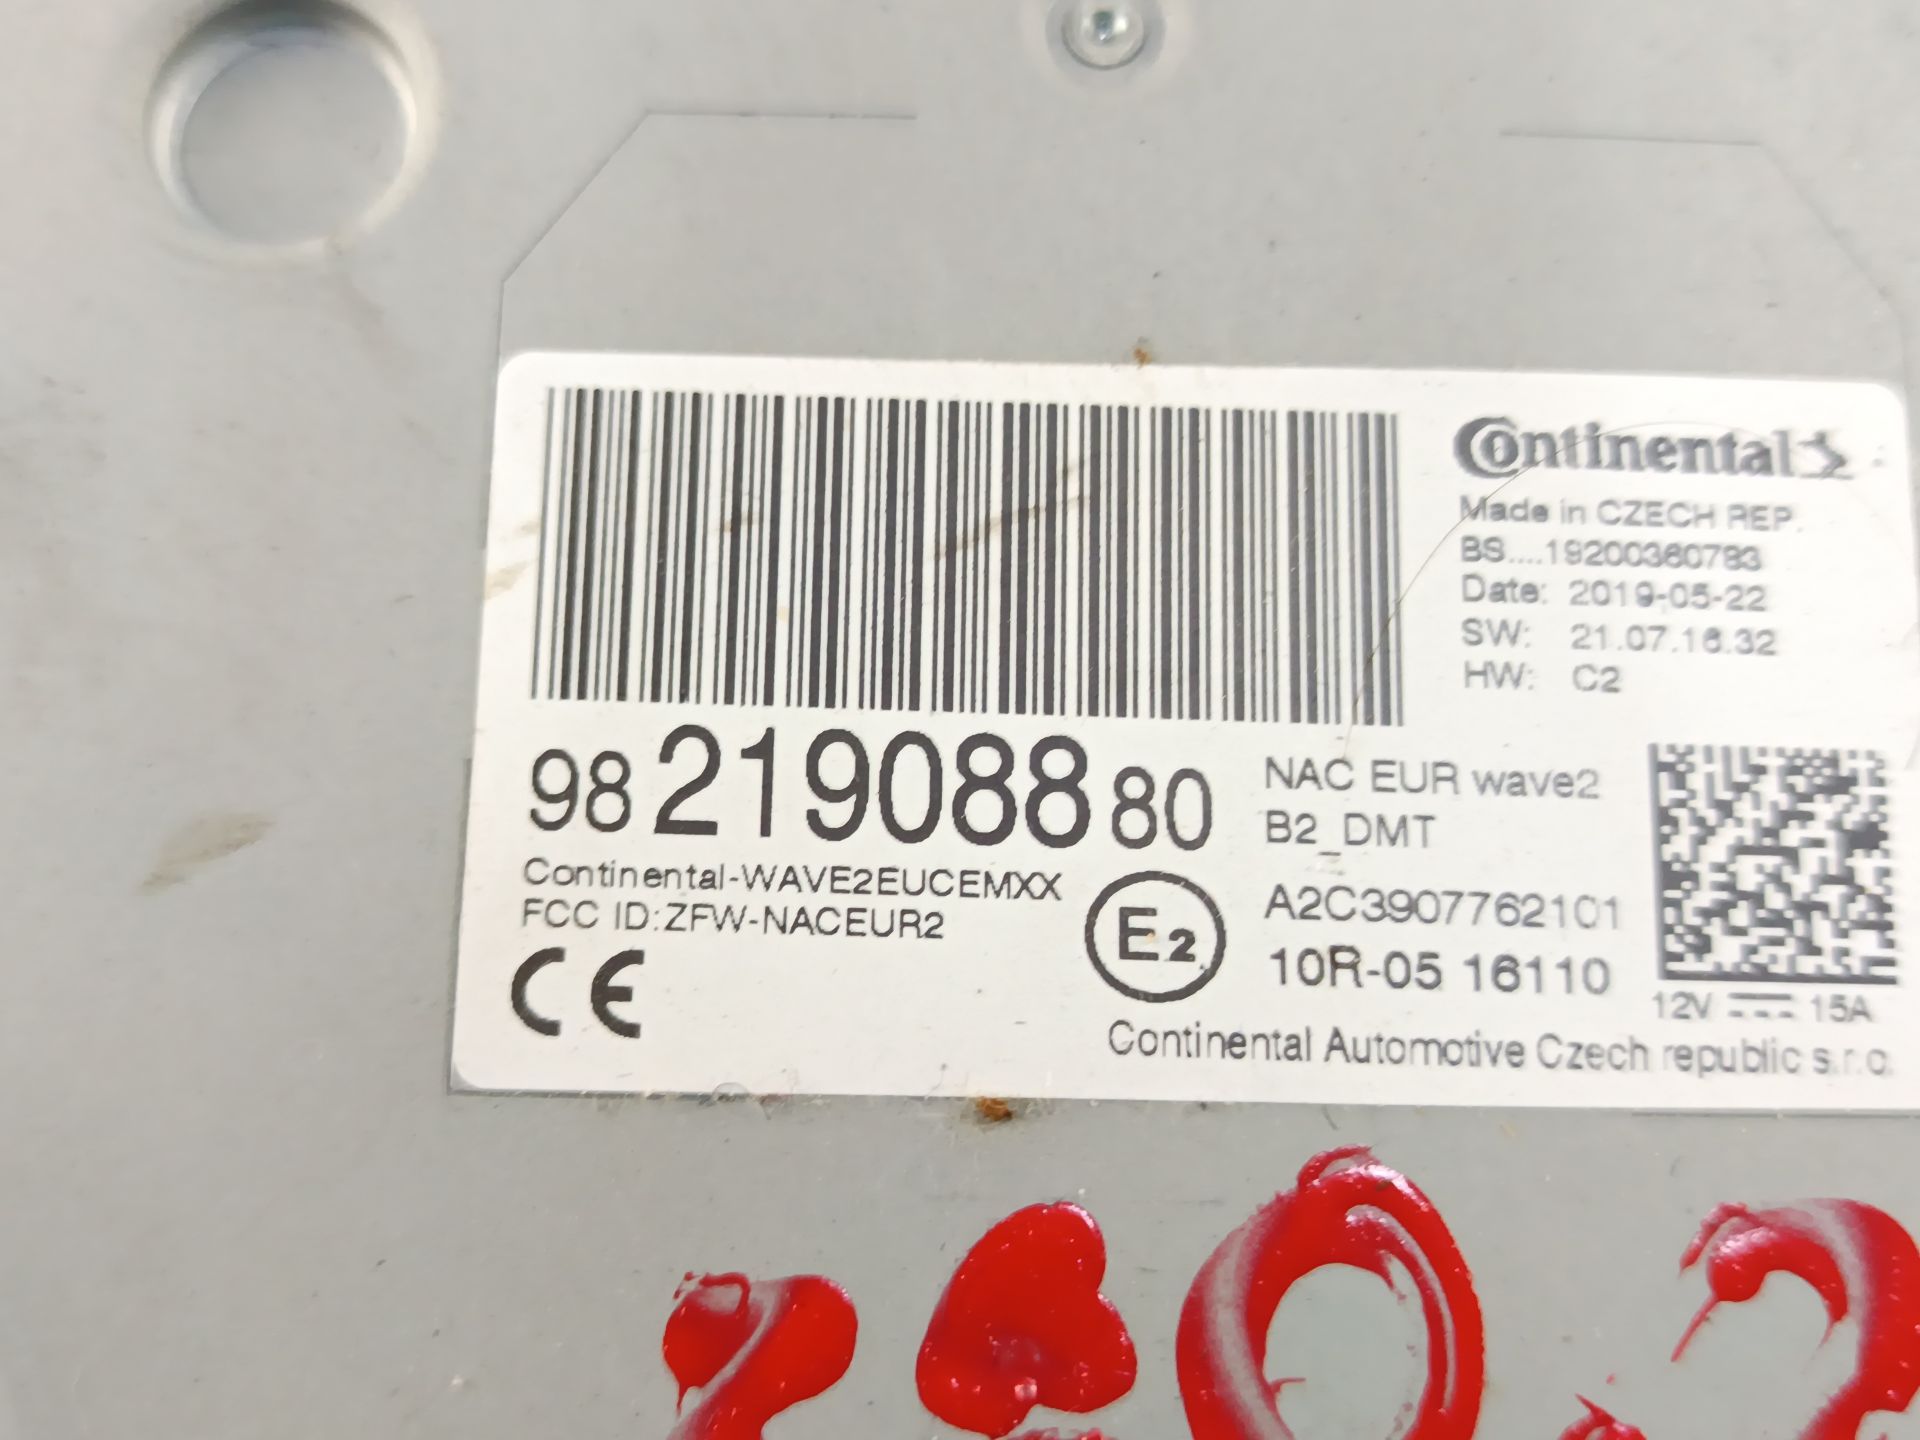 Continental
Made in CZECH REP.
BS....19200360783
Date: 2019-05-22
SW: 21.07.16.32
HW: C2
98 219088 80
NAC EUR wave2
B2_DMT
Continental-WAVE2EUCEMXX
FCC ID:ZFW-NACEUR2
CE
E2
A2C3907762101
10R-05 16110
12V 15A
Continental Automotive Czech republic s.r.o.